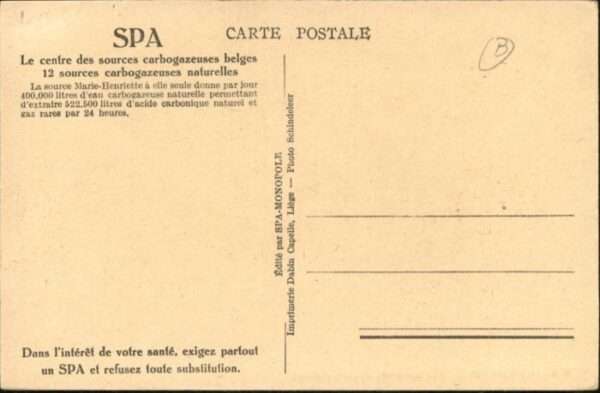 SPA
CARTE POSTALE
Le centre des sources carbogazeuses belges
12 sources carbogazeuses naturelles
La source Marie-Henriette à elle seule donne par jour
400.000 litres d'eau carbogazeuse naturelle permettant
d'extraire 522.500 litres d'acide carbonique naturel et
gaz rares par 24 heures.
Dans l'intérêt de votre santé, exigez partout
un SPA et refusez toute substitution.
Édité par SPA-MONOPOLE
Imprimerie Dabin Capelle, Liège — Photo Schindeleer
B